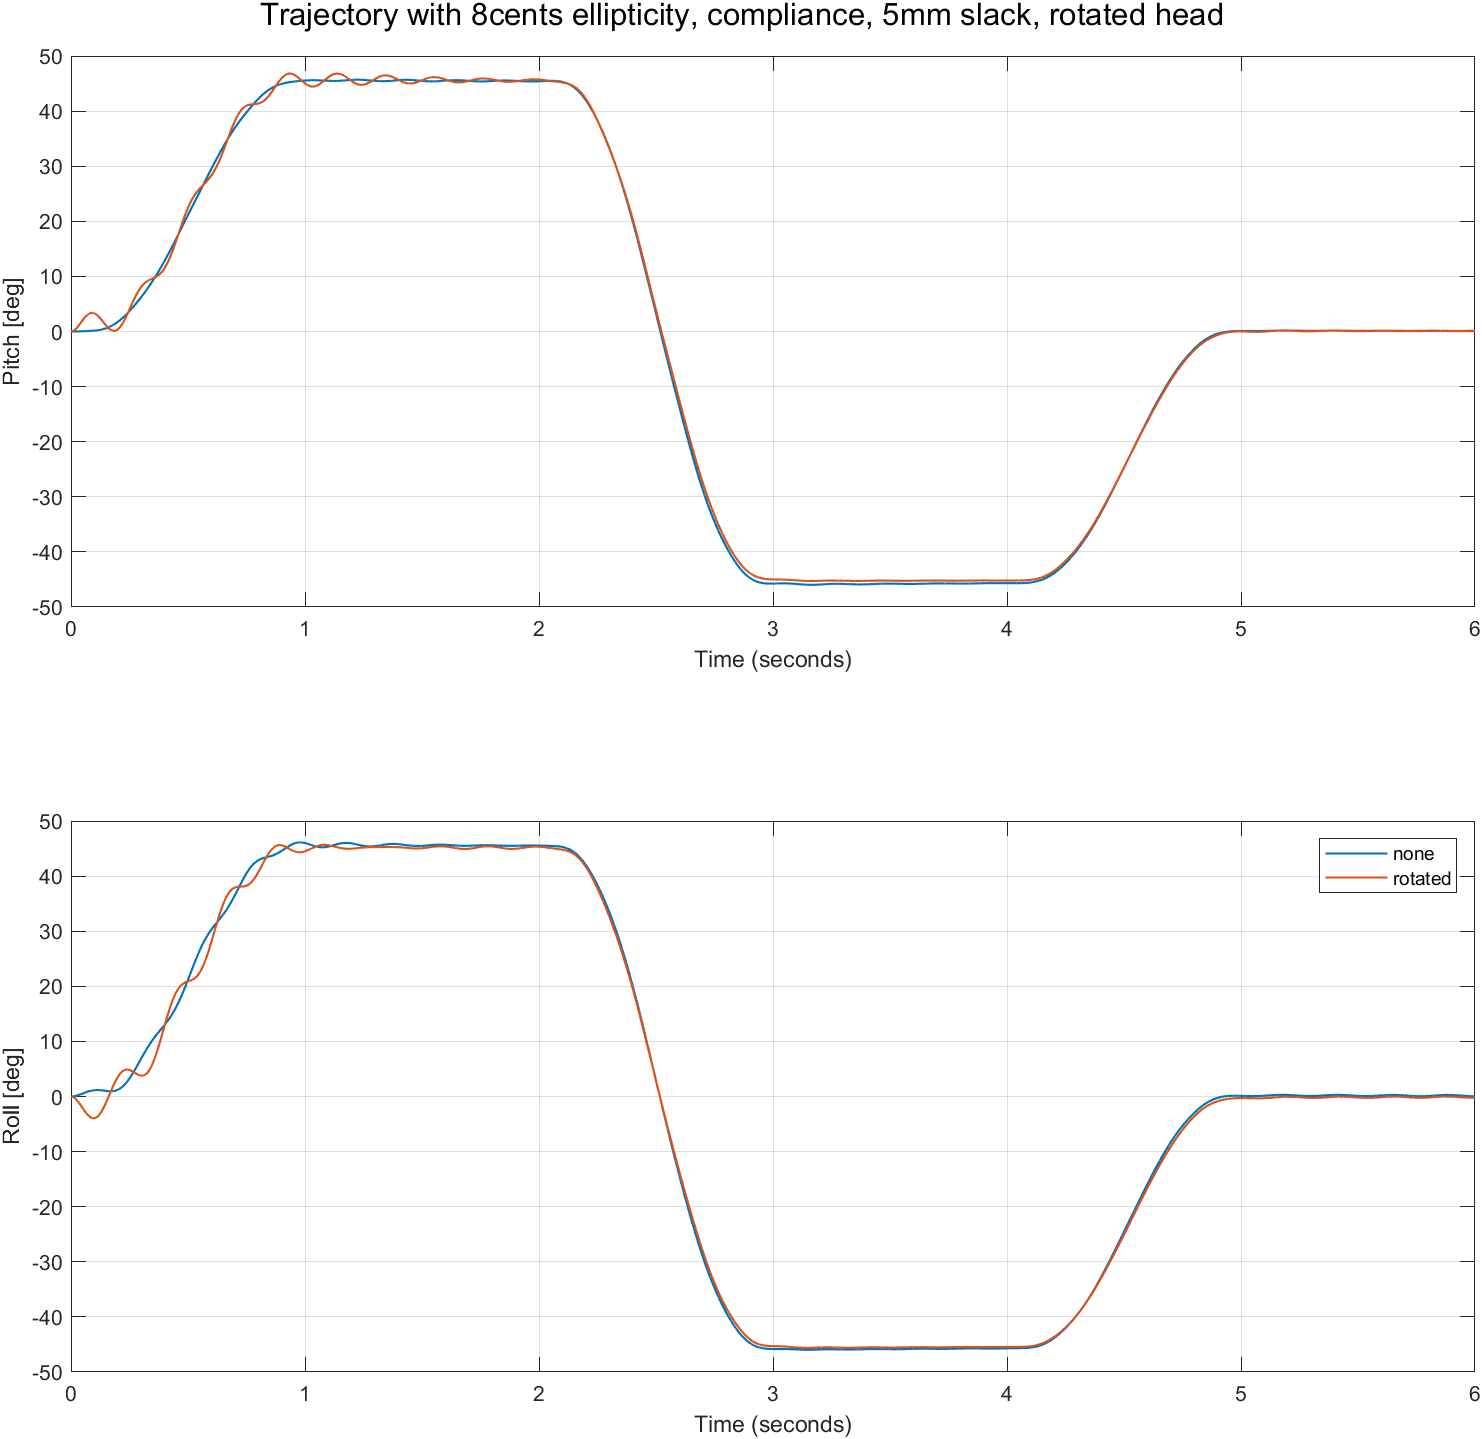 Trajectory with 8cents ellipticity, compliance, 5mm slack, rotated head
50
40
30
20
10
0
-10
-20
-30
-40
-50
Pitch [deg]
0 1 2 3 4 5 6
Time (seconds)
50
40
30
20
10
0
-10
-20
-30
-40
-50
Roll [deg]
none
rotated
0 1 2 3 4 5 6
Time (seconds)